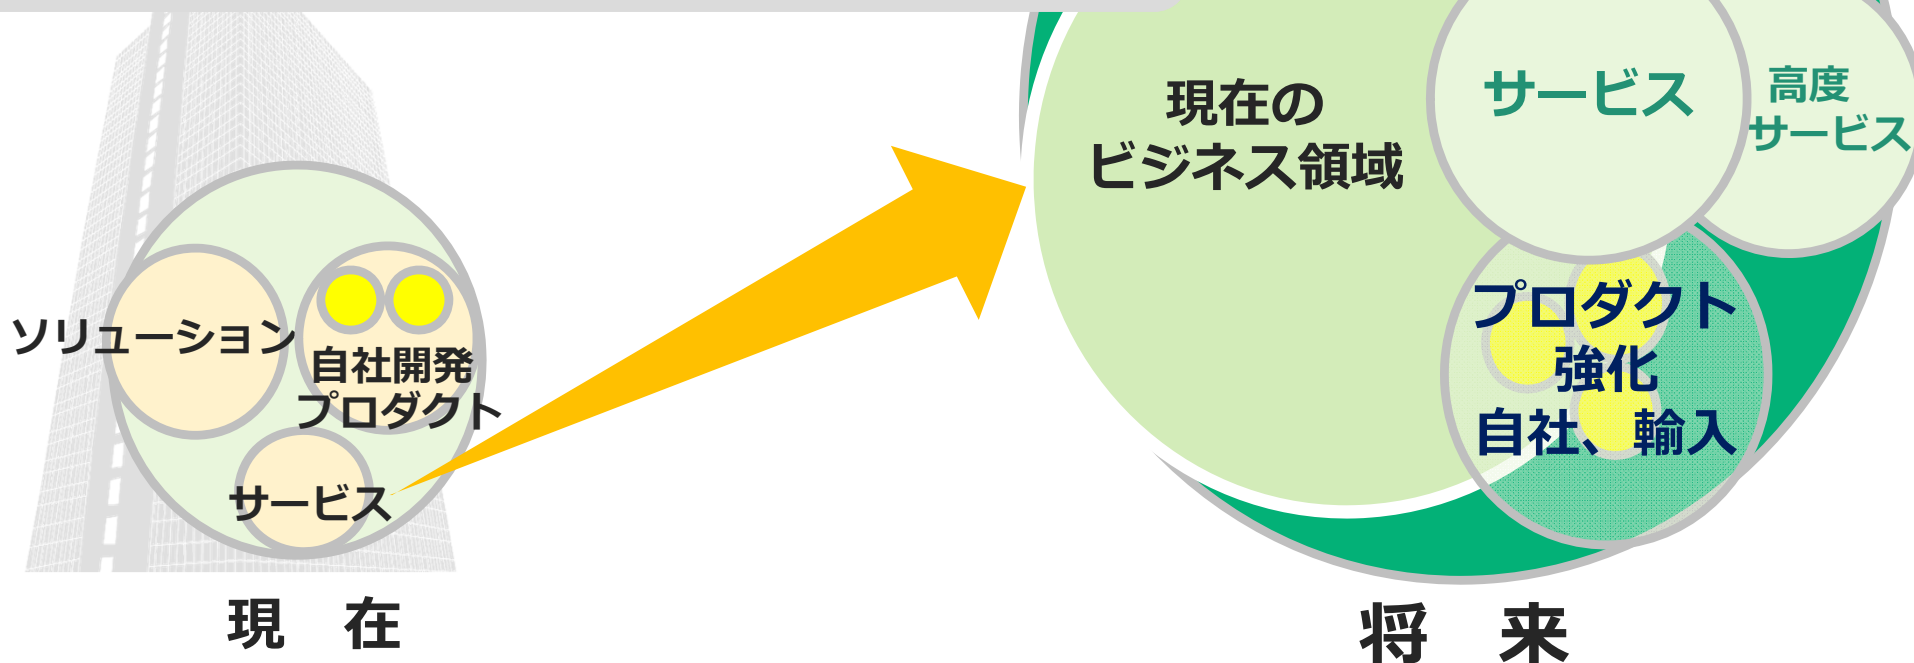 ソリューション
自社開発
プロダクト
サービス
現　在
現在の
ビジネス領域
サービス
高度
サービス
プロダクト
強化
自社、輸入
将　来